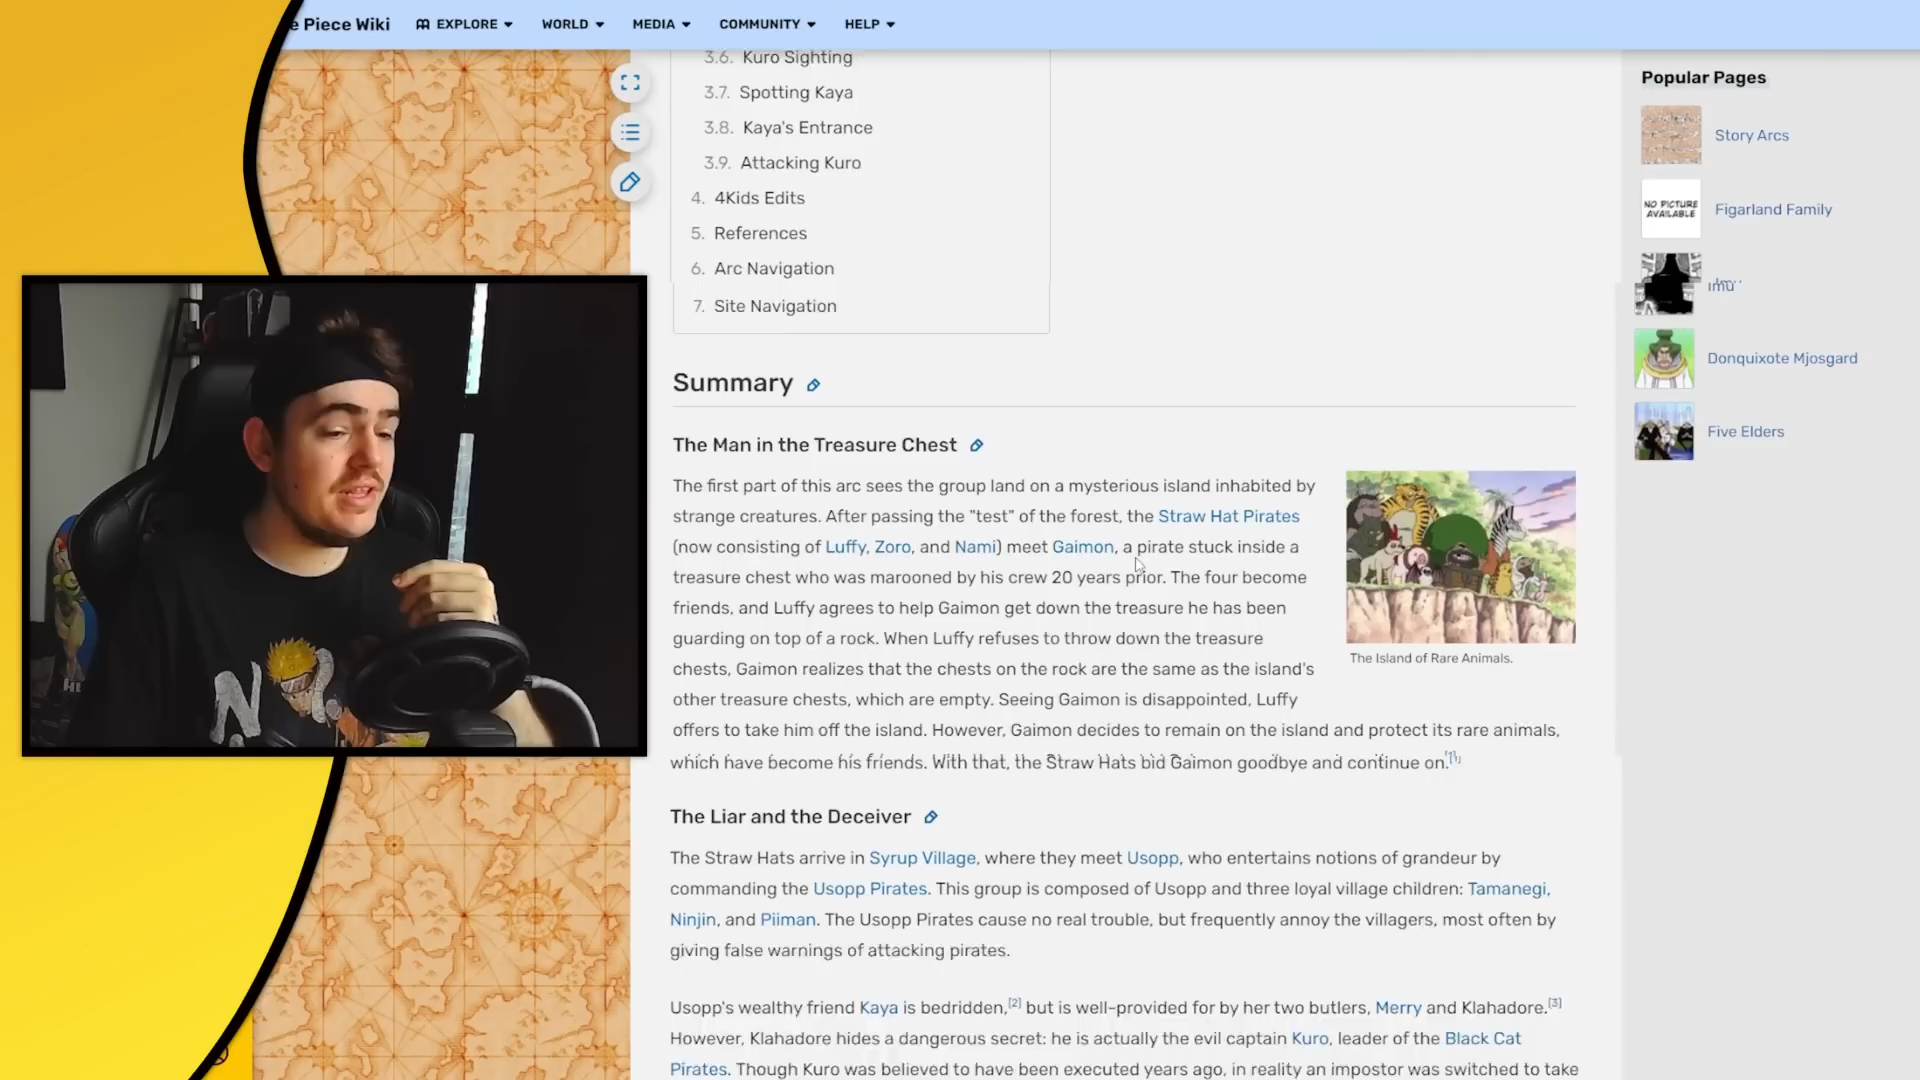 e Piece Wiki
EXPLORE
WORLD
MEDIA
COMMUNITY
HELP
3.6. Kuro Sighting
3.7. Spotting Kaya
3.8. Kaya's Entrance
3.9. Attacking Kuro
4. 4Kids Edits
5. References
6. Arc Navigation
7. Site Navigation
Summary
The Man in the Treasure Chest
The first part of this arc sees the group land on a mysterious island inhabited by
strange creatures. After passing the "test" of the forest, the Straw Hat Pirates
(now consisting of Luffy, Zoro, and Nami) meet Gaimon, a pirate stuck inside a
treasure chest who was marooned by his crew 20 years prior. The four become
friends, and Luffy agrees to help Gaimon get down the treasure he has been
guarding on top of a rock. When Luffy refuses to throw down the treasure
chests, Gaimon realizes that the chests on the rock are the same as the island's
other treasure chests, which are empty. Seeing Gaimon is disappointed, Luffy
offers to take him off the island. However, Gaimon decides to remain on the island and protect its rare animals,
which have become his friends. With that, the Straw Hats bid Gaimon goodbye and continue on.[1]
The Island of Rare Animals.
The Liar and the Deceiver
The Straw Hats arrive in Syrup Village, where they meet Usopp, who entertains notions of grandeur by
commanding the Usopp Pirates. This group is composed of Usopp and three loyal village children: Tamanegi,
Ninjin, and Piiman. The Usopp Pirates cause no real trouble, but frequently annoy the villagers, most often by
giving false warnings of attacking pirates.
Usopp's wealthy friend Kaya is bedridden,[2] but is well-provided for by her two butlers, Merry and Klahadore.[3]
However, Klahadore hides a dangerous secret: he is actually the evil captain Kuro, leader of the Black Cat
Pirates. Though Kuro was believed to have been executed years ago, in reality an impostor was switched to take
Popular Pages
Story Arcs
NO PICTURE
AVAILABLE
Figarland Family
Imu
Donquixote Mjosgard
Five Elders
N